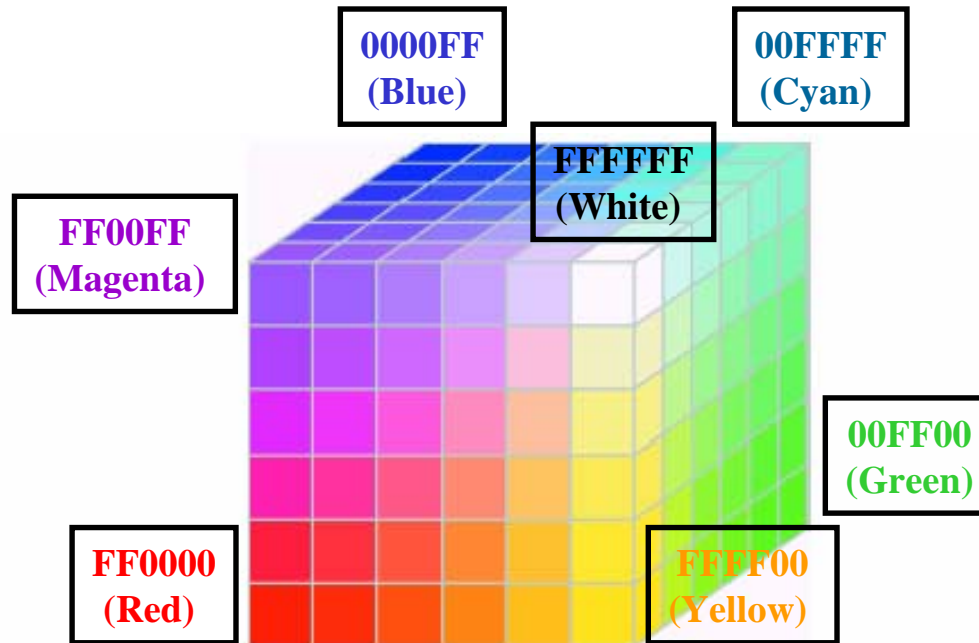 0000FF
(Blue)
00FFFF
(Cyan)
FFFFFF
(White)
FF00FF
(Magenta)
00FF00
(Green)
FF0000
(Red)
FFFF00
(Yellow)